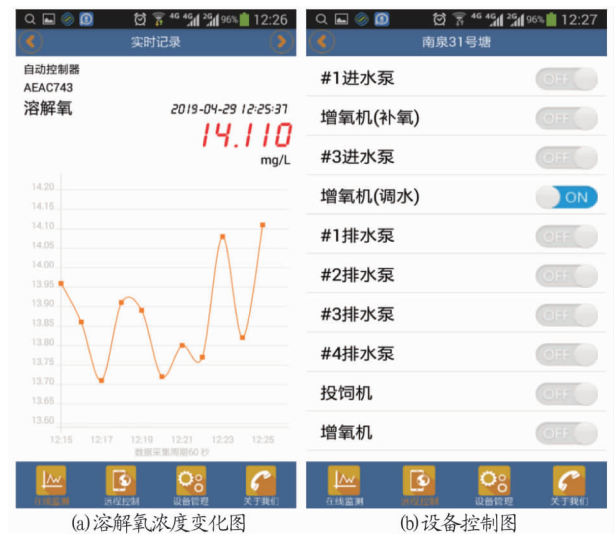 4G 4G 2G 96% 12:26
实时记录
自动控制器
AEAC743
溶解氧
2019-04-29 12:25:37
14.110
mg/L
14.20
14.15
14.10
14.05
14.00
13.95
13.90
13.85
13.80
13.75
13.70
13.65
13.60
12:15 12:17 12:19 12:21 12:23 12:25
数据采集周期60 秒
在线监测 远程控制 设备管理 关于我们
(a)溶解氧浓度变化图
4G 4G 2G 96% 12:27
南泉31号塘
#1进水泵 OFF
增氧机(补氧) OFF
#3进水泵 OFF
增氧机(调水) ON
#1排水泵 OFF
#2排水泵 OFF
#3排水泵 OFF
#4排水泵 OFF
投饲机 OFF
增氧机 OFF
在线监测 远程控制 设备管理 关于我们
(b)设备控制图